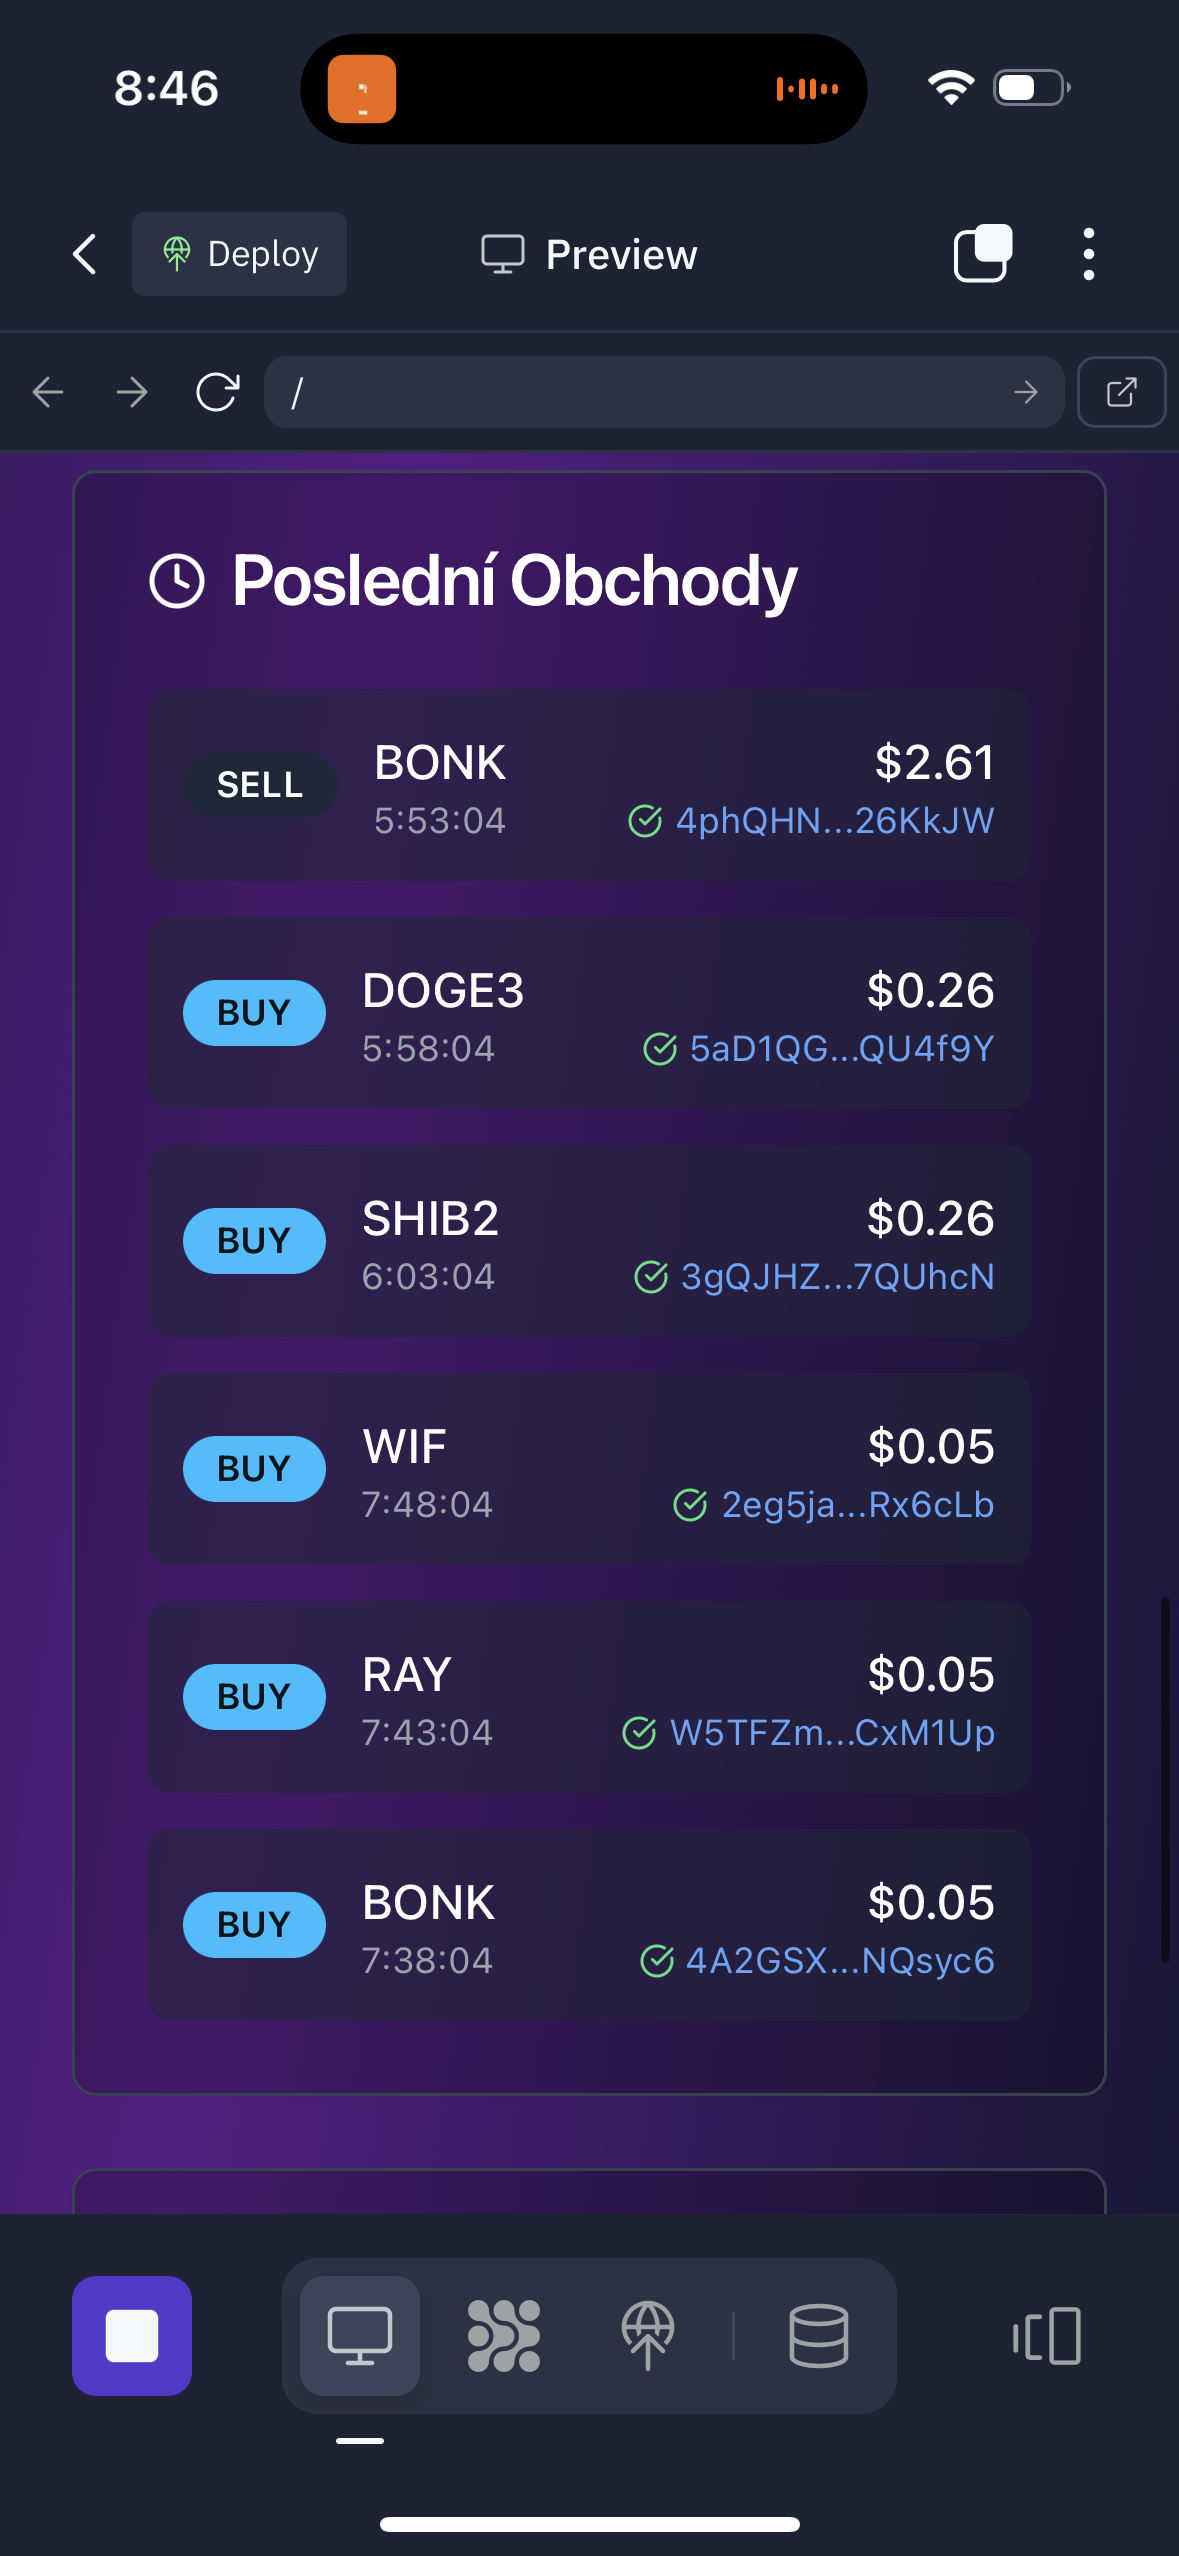 8:46
Deploy
Preview
/
Poslední Obchody
SELL
BONK
$2.61
5:53:04
4phQHN...26KkJW
BUY
DOGE3
$0.26
5:58:04
5aD1QG...QU4f9Y
BUY
SHIB2
$0.26
6:03:04
3gQJHZ...7QUhcN
BUY
WIF
$0.05
7:48:04
2eg5ja...Rx6cLb
BUY
RAY
$0.05
7:43:04
W5TFZm...CxM1Up
BUY
BONK
$0.05
7:38:04
4A2GSX...NQsyc6